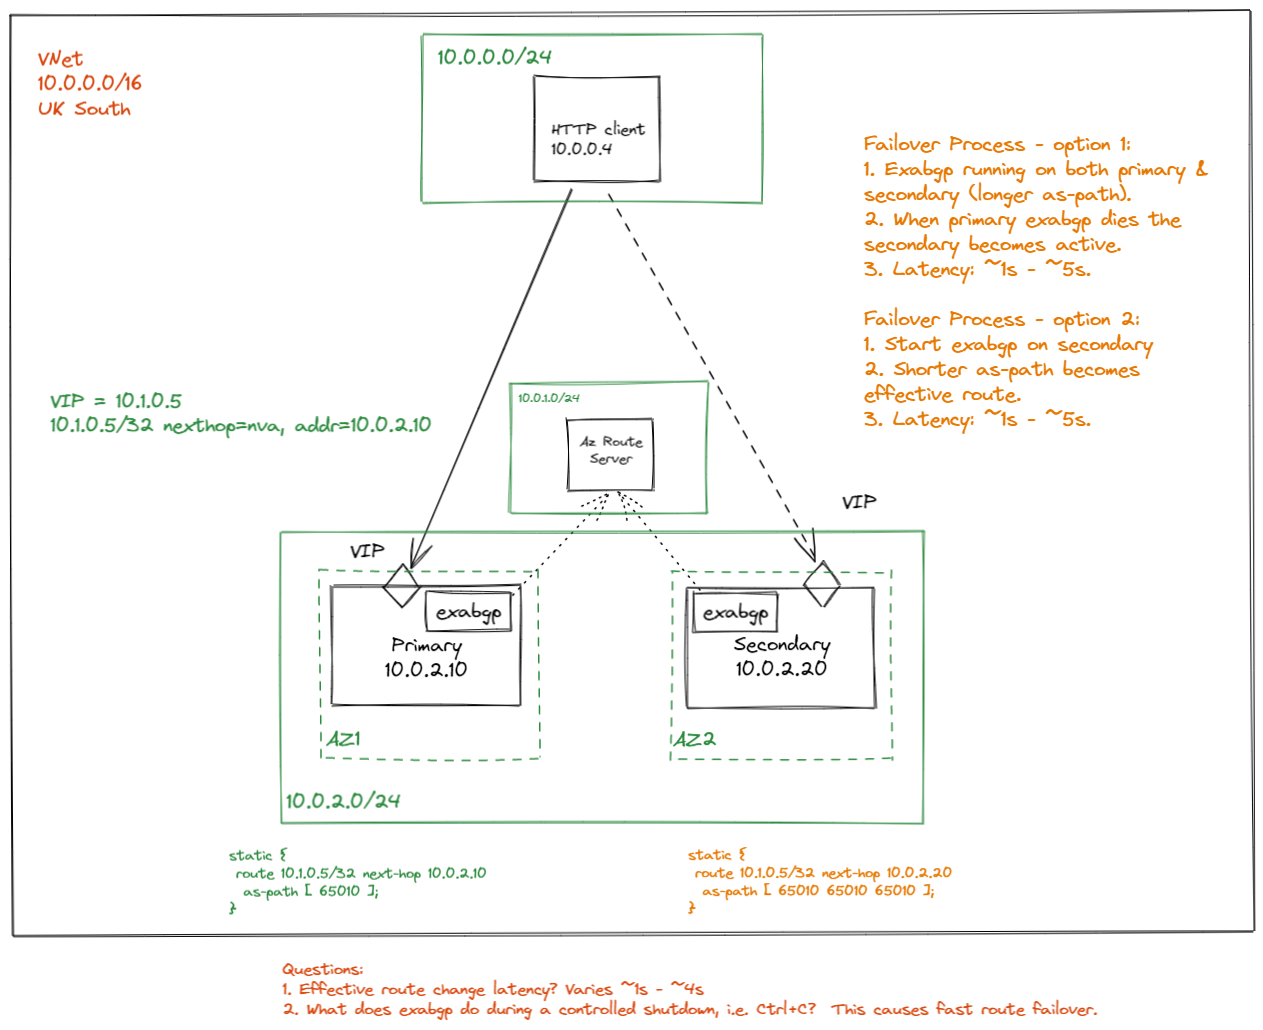 VNet
10.0.0.0/16
UK South
10.0.0.0/24
HTTP client
10.0.0.4
Failover Process - option 1:
1. Exabgp running on both primary &
secondary (longer as-path).
2. When primary exabgp dies the
secondary becomes active.
3. Latency: ~1s - ~5s.
Failover Process - option 2:
1. Start exabgp on secondary
2. Shorter as-path becomes
effective route.
3. Latency: ~1s - ~5s.
VIP = 10.1.0.5
10.1.0.5/32 nexthop=nva, addr=10.0.2.10
10.0.1.0/24
Az Route
Server
VIP
VIP
exabgp
Primary
10.0.2.10
AZ1
exabgp
Secondary
10.0.2.20
AZ2
10.0.2.0/24
static {
route 10.1.0.5/32 next-hop 10.0.2.10
as-path [ 65010 ];
}
static {
route 10.1.0.5/32 next-hop 10.0.2.20
as-path [ 65010 65010 65010 ];
}
Questions:
1. Effective route change latency? Varies ~1s - ~4s
2. What does exabgp do during a controlled shutdown, i.e. Ctrl+C? This causes fast route failover.